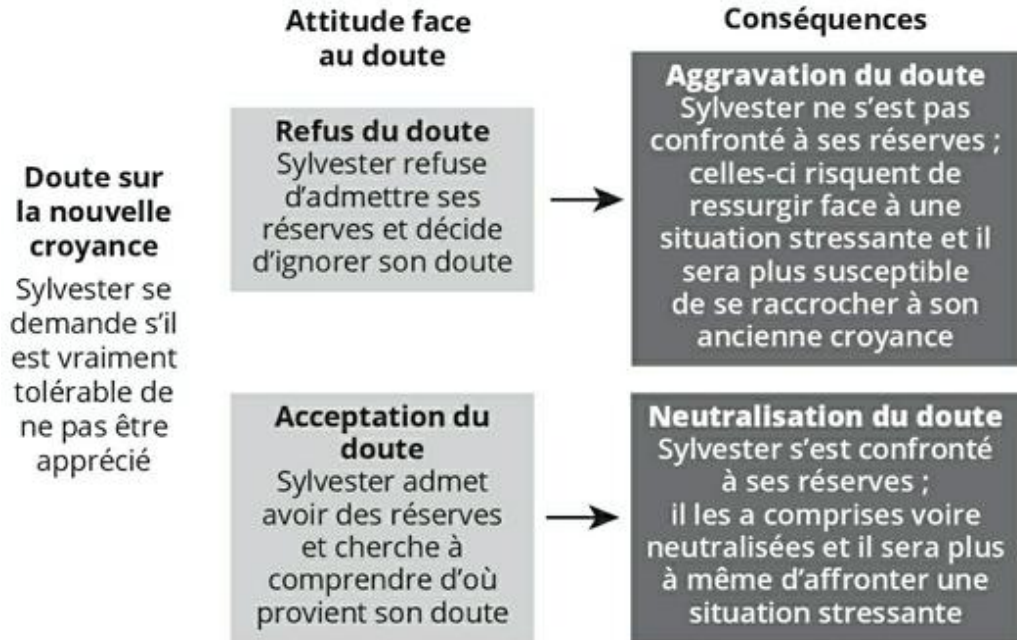 Attitude face
au doute
Conséquences
Doute sur
la nouvelle
croyance
Sylvester se
demande s'il
est vraiment
tolérable de
ne pas être
apprécié
Refus du doute
Sylvester refuse
d'admettre ses
réserves et décide
d'ignorer son doute
Aggravation du doute
Sylvester ne s'est pas
confronté à ses réserves ;
celles-ci risquent de
ressurgir face à une
situation stressante et il
sera plus susceptible
de se raccrocher à son
ancienne croyance
Acceptation du
doute
Sylvester admet
avoir des réserves
et cherche à
comprendre d'où
provient son doute
Neutralisation du doute
Sylvester s'est confronté
à ses réserves ;
il les a comprises voire
neutralisées et il sera plus
à même d'affronter une
situation stressante